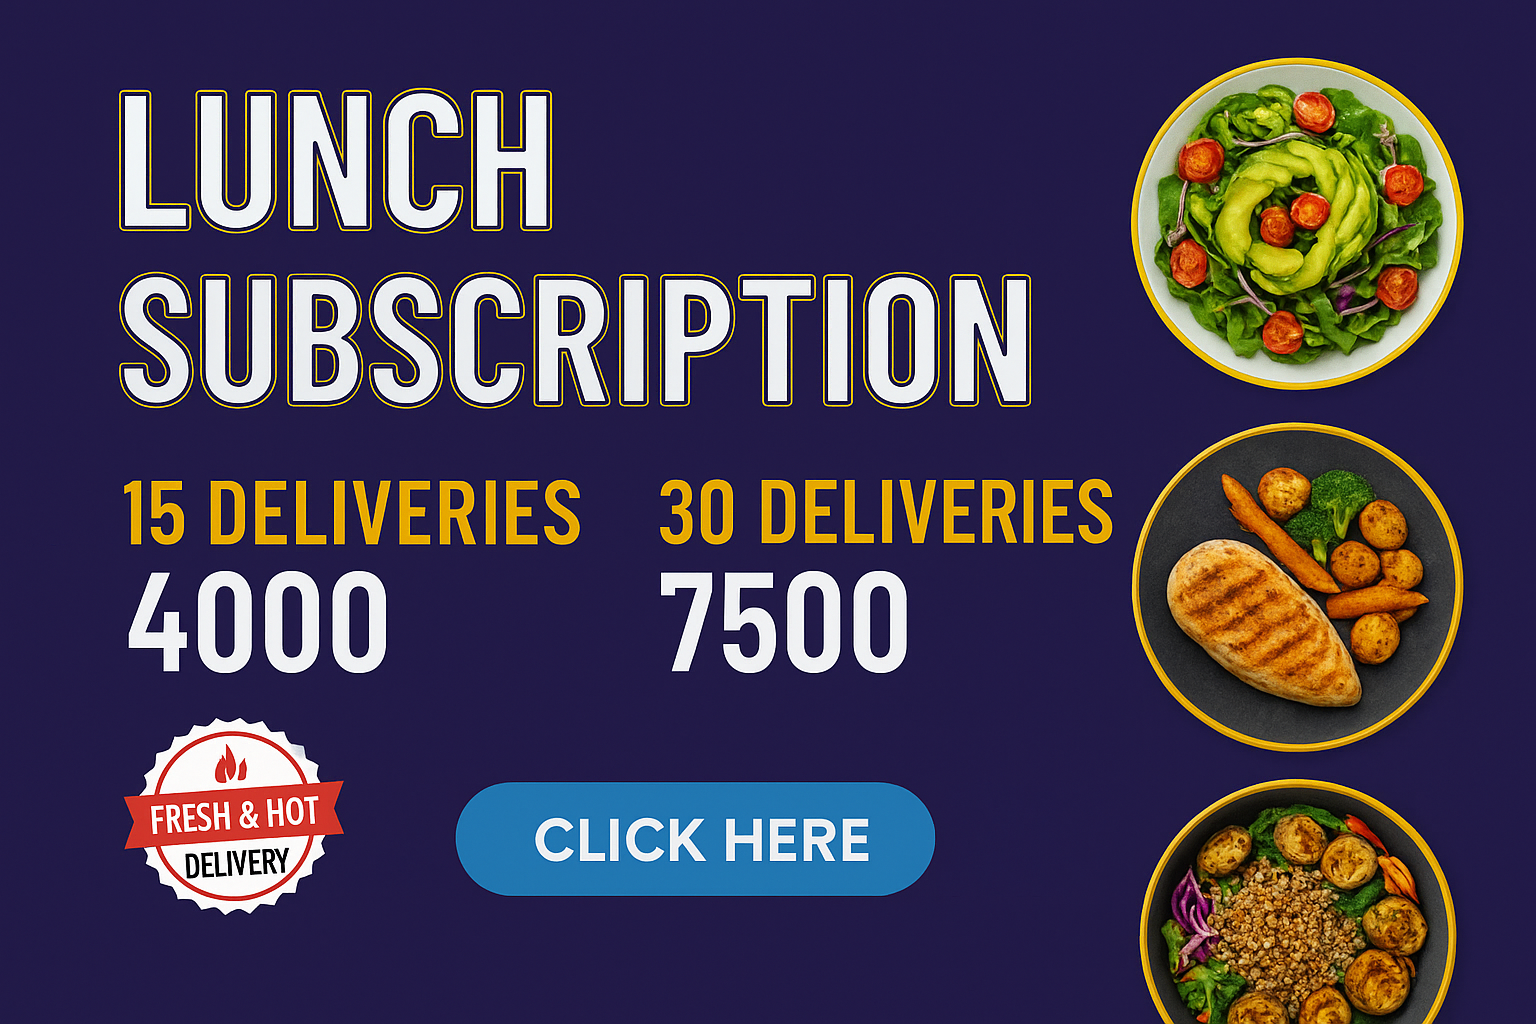 LUNCH
SUBSCRIPTION
15 DELIVERIES
4000
30 DELIVERIES
7500
FRESH & HOT
DELIVERY
CLICK HERE